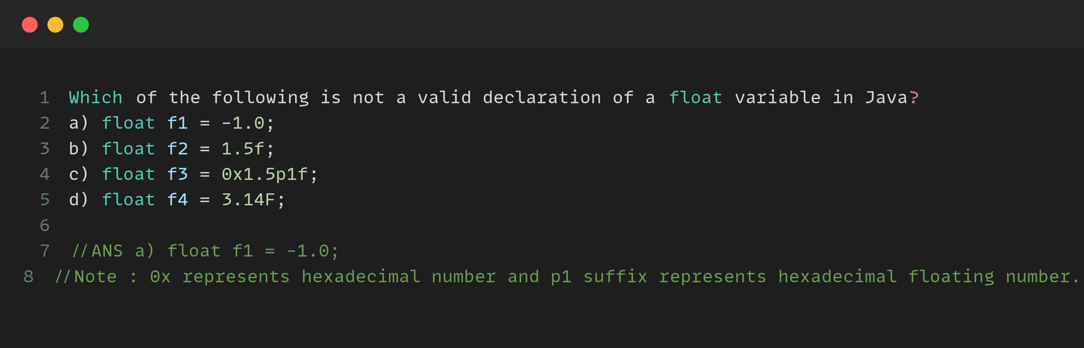 1 Which of the following is not a valid declaration of a float variable in Java?
2 a) float f1 = -1.0;
3 b) float f2 = 1.5f;
4 c) float f3 = 0x1.5p1f;
5 d) float f4 = 3.14F;
6
7 //ANS a) float f1 = -1.0;
8 //Note : 0x represents hexadecimal number and p1 suffix represents hexadecimal floating number.